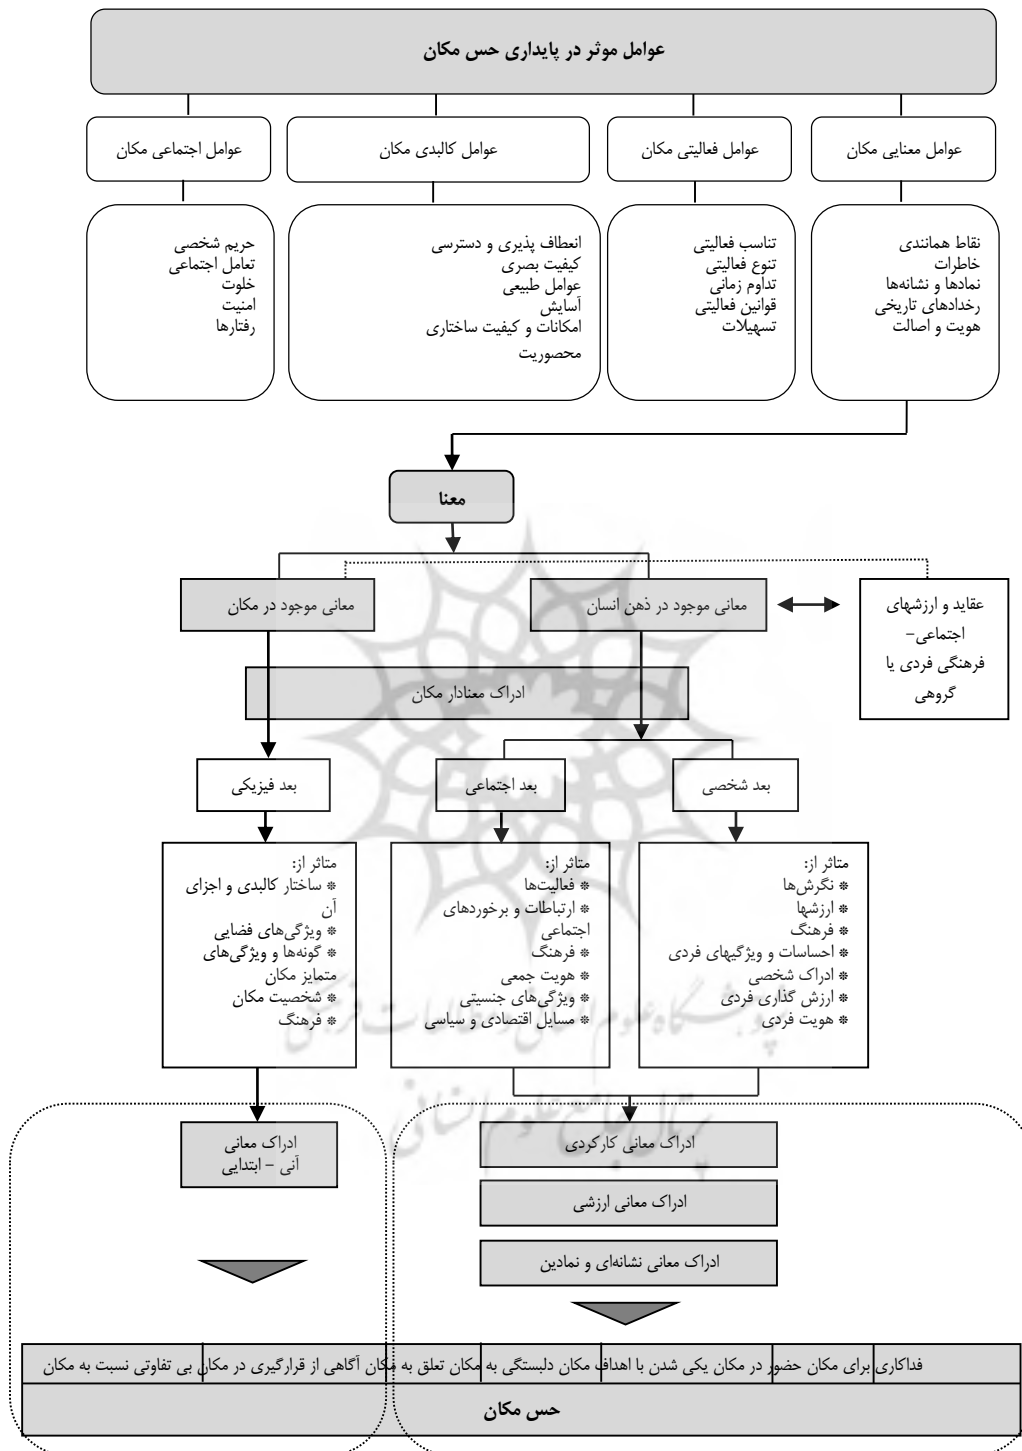 عوامل موثر در پایداری حس مکان
عوامل معنایی مکان
عوامل فعالیتی مکان
عوامل کالبدی مکان
عوامل اجتماعی مکان
نقاط همانندی
خاطرات
نمادها و نشانه‌ها
رخدادهای تاریخی
هویت و اصالت
تناسب فعالیتی
تنوع فعالیتی
تداوم زمانی
قوانین فعالیتی
تسهیلات
انعطاف پذیری و دسترسی
کیفیت بصری
عوامل طبیعی
آسایش
امکانات و کیفیت ساختاری
محصوریت
حریم شخصی
تعامل اجتماعی
خلوت
امنیت
رفتارها
معنا
عقاید و ارزشهای
اجتماعی-
فرهنگی فردی یا
گروهی
معانی موجود در ذهن انسان
معانی موجود در مکان
ادراک معنادار مکان
بعد شخصی
بعد اجتماعی
بعد فیزیکی
متاثر از:
* نگرش‌ها
* ارزشها
* فرهنگ
* احساسات و ویژگیهای فردی
* ادراک شخصی
* ارزش گذاری فردی
* هویت فردی
متاثر از:
* فعالیت‌ها
* ارتباطات و برخوردهای
اجتماعی
* فرهنگ
* هویت جمعی
* ویژگی‌های جنسیتی
* مسایل اقتصادی و سیاسی
متاثر از:
* ساختار کالبدی و اجزای
آن
* ویژگی‌های فضایی
* گونه‌ها و ویژگی‌های
متمایز مکان
* شخصیت مکان
* فرهنگ
پژوهشگاه علوم انسانی و مطالعات فرهنگی
پرتال جامع علوم انسانی
ادراک معانی کارکردی
ادراک معانی ارزشی
ادراک معانی نشانه‌ای و نمادین
ادراک معانی
آنی – ابتدایی
فداکاری برای مکان حضور در مکان یکی شدن با اهداف مکان دلبستگی به مکان تعلق به مکان آگاهی از قرارگیری در مکان بی تفاوتی نسبت به مکان
حس مکان